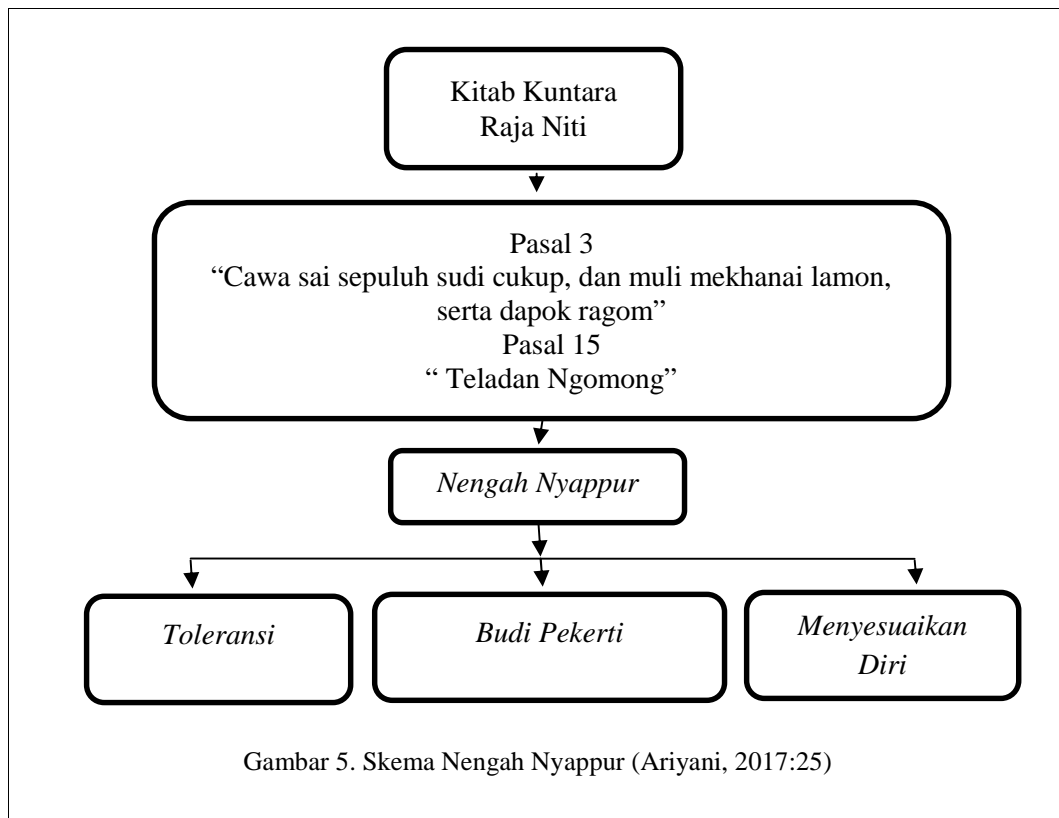 Kitab Kuntara
Raja Niti
Pasal 3
“Cawa sai sepuluh sudi cukup, dan muli mekhanai lamon,
serta dapok ragom”
Pasal 15
“ Teladan Ngomong”
Nengah Nyappur
Toleransi
Budi Pekerti
Menyesuaikan
Diri
Gambar 5. Skema Nengah Nyappur (Ariyani, 2017:25)